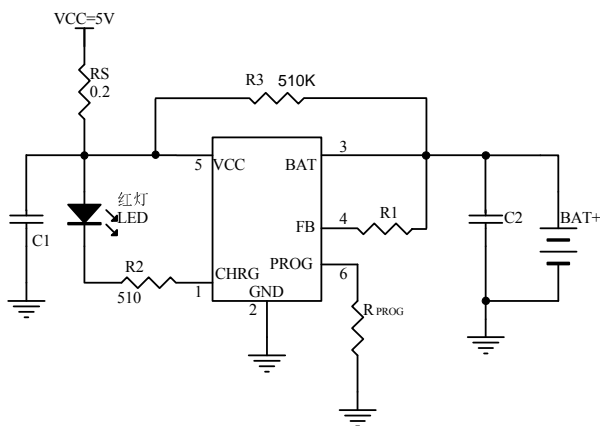 VCC=5V
RS
0.2
R3 510K
5
VCC
BAT
3
红灯
LED
C1
FB
4
R1
C2
BAT+
R2
510
CHRG
1
PROG
6
GND
2
RPROG